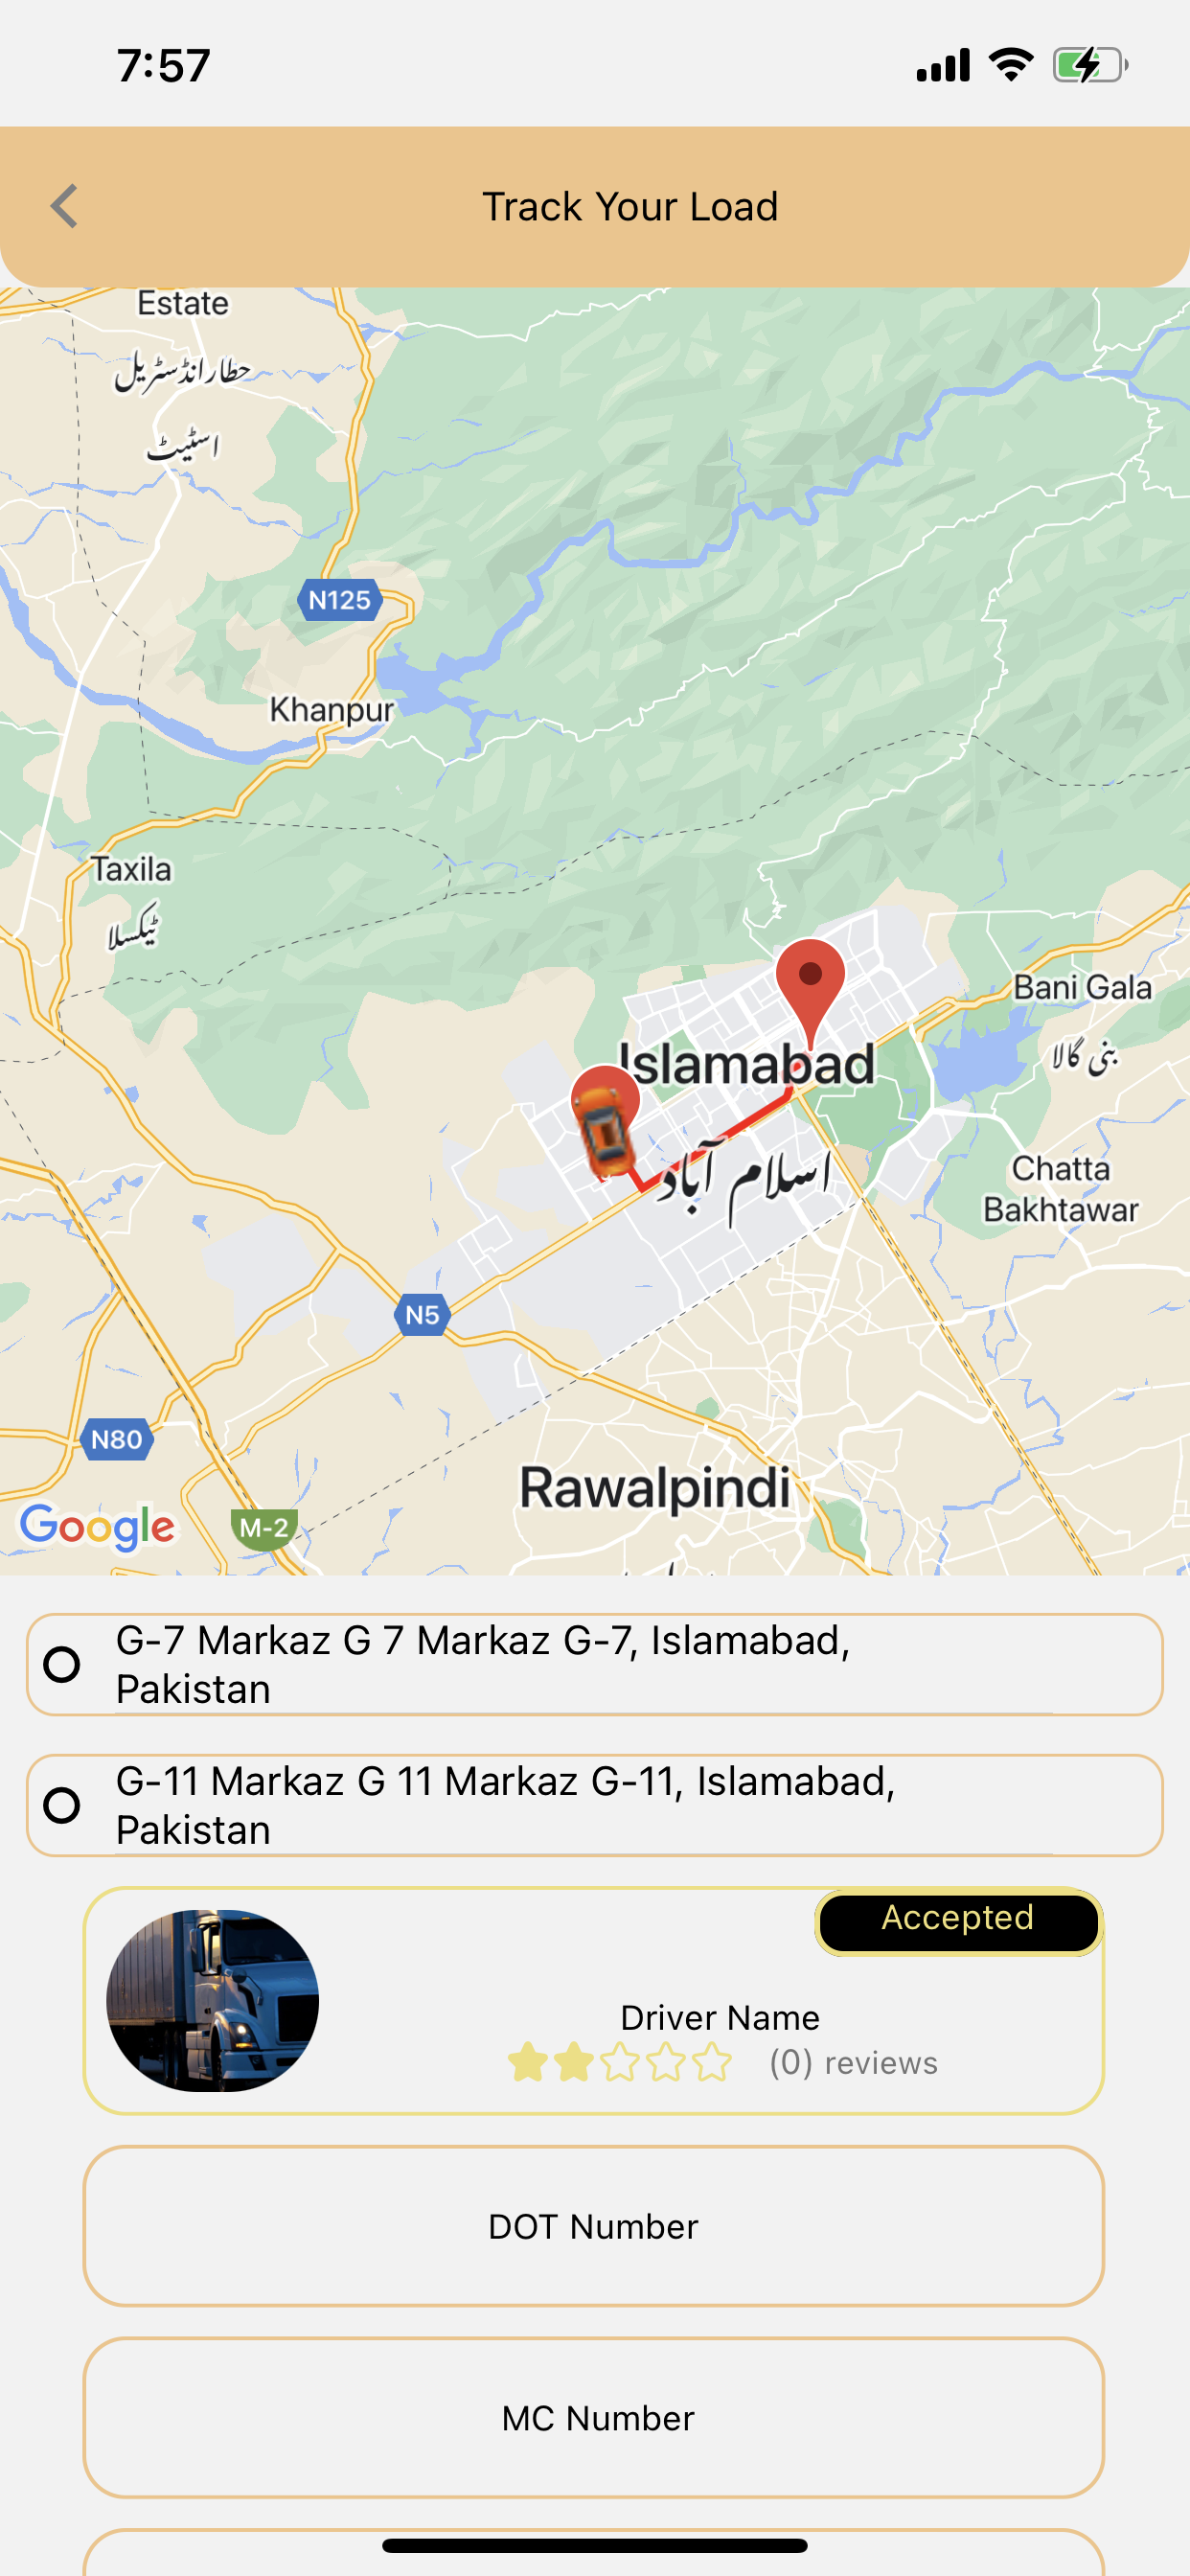 7:57
Track Your Load
Estate
حطارانڈسٹریل
اسٹیٹ
N125
Khanpur
Taxila
ٹیکسلا
Bani Gala
بنی گالا
Islamabad
اسلام آباد
Chatta
Bakhtawar
N5
N80
Rawalpindi
Google
M-2
G-7 Markaz G 7 Markaz G-7, Islamabad,
Pakistan
G-11 Markaz G 11 Markaz G-11, Islamabad,
Pakistan
Accepted
Driver Name
(0) reviews
DOT Number
MC Number